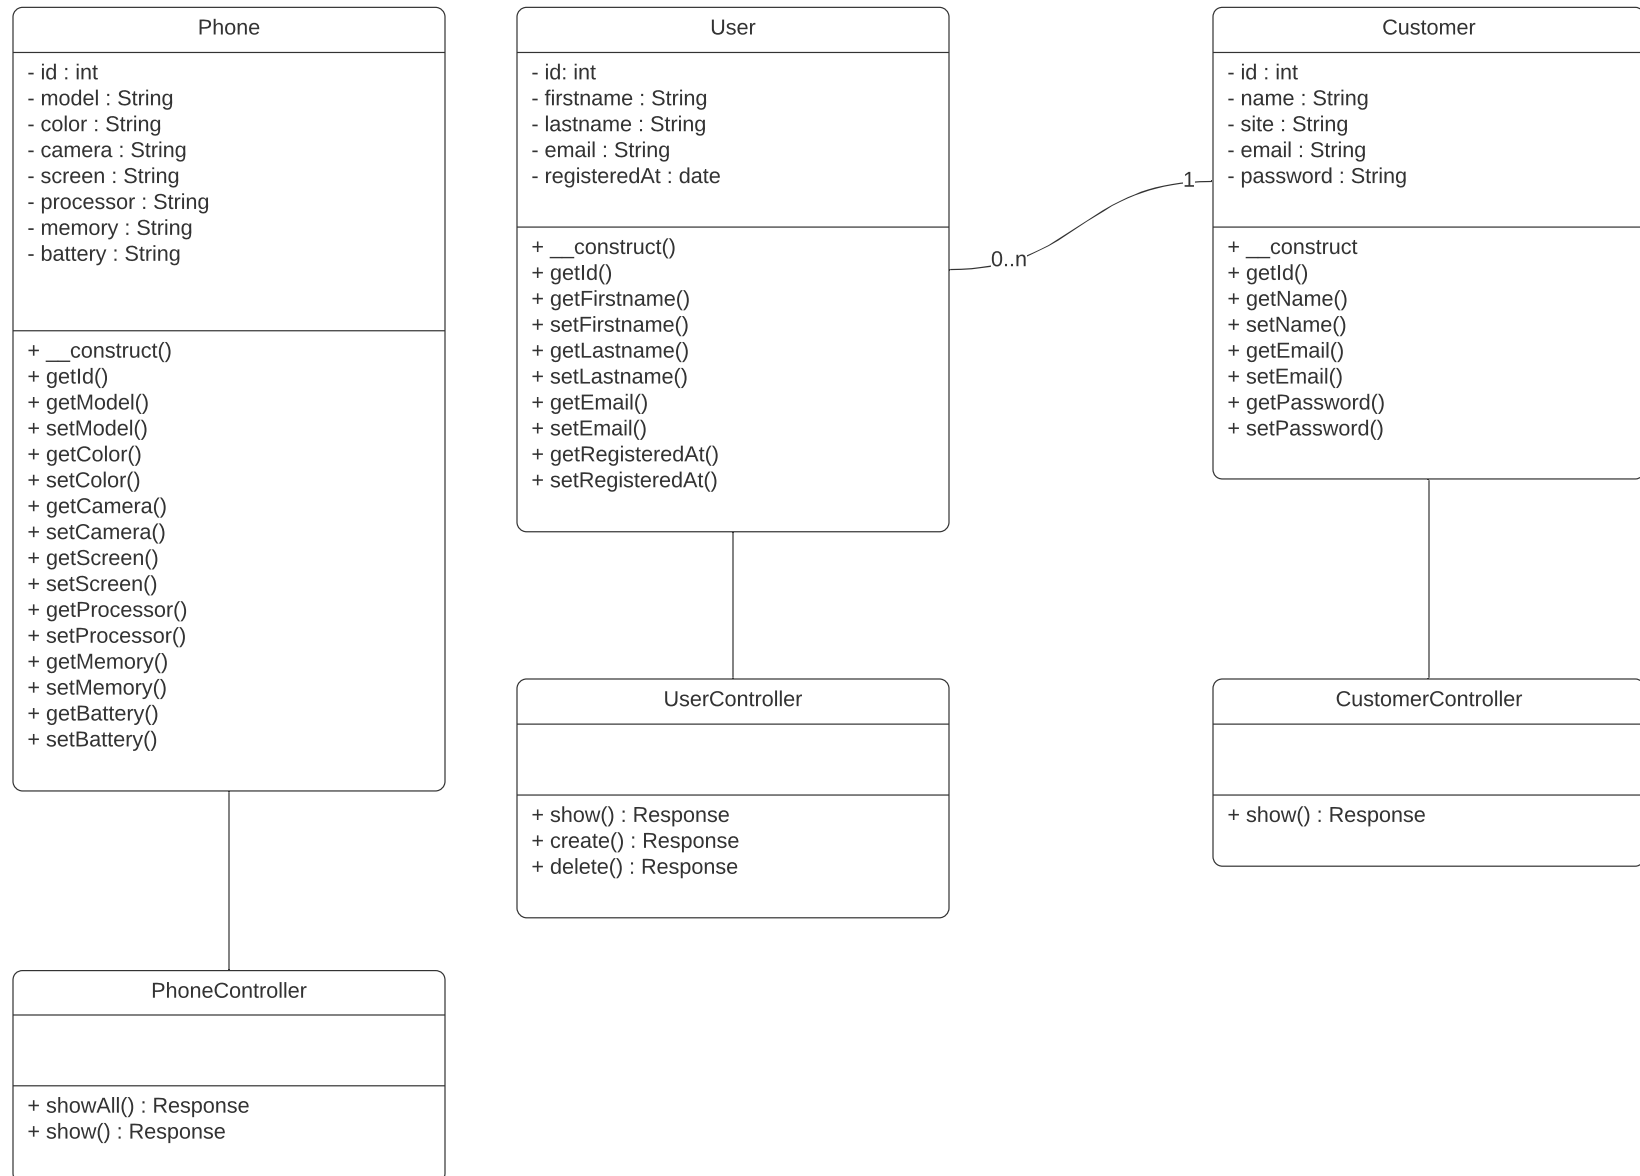 Phone
- id : int
- model : String
- color : String
- camera : String
- screen : String
- processor : String
- memory : String
- battery : String
+ __construct()
+ getId()
+ getModel()
+ setModel()
+ getColor()
+ setColor()
+ getCamera()
+ setCamera()
+ getScreen()
+ setScreen()
+ getProcessor()
+ setProcessor()
+ getMemory()
+ setMemory()
+ getBattery()
+ setBattery()
User
- id: int
- firstname : String
- lastname : String
- email : String
- registeredAt : date
+ __construct()
+ getId()
+ getFirstname()
+ setFirstname()
+ getLastname()
+ setLastname()
+ getEmail()
+ setEmail()
+ getRegisteredAt()
+ setRegisteredAt()
0..n
1
Customer
- id : int
- name : String
- site : String
- email : String
- password : String
+ __construct
+ getId()
+ getName()
+ setName()
+ getEmail()
+ setEmail()
+ getPassword()
+ setPassword()
UserController
+ show() : Response
+ create() : Response
+ delete() : Response
CustomerController
+ show() : Response
PhoneController
+ showAll() : Response
+ show() : Response